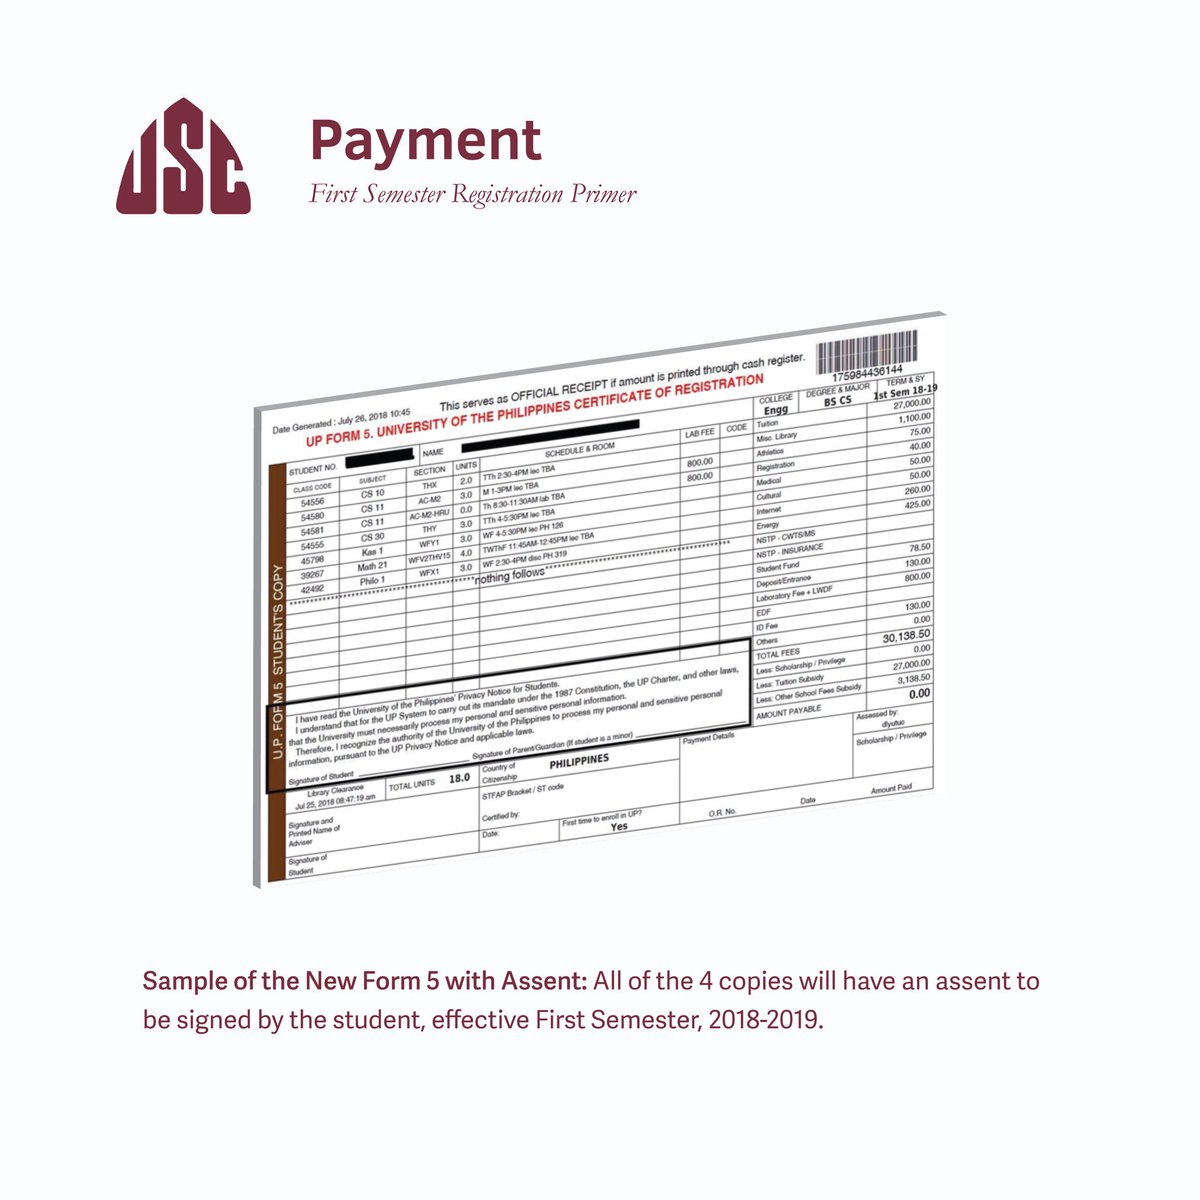 USC
Payment
First Semester Registration Primer
175984436144
This serves as OFFICIAL RECEIPT if amount is printed through cash register.
Date Generated : July 26, 2018 10:45
UP FORM 5. UNIVERSITY OF THE PHILIPPINES CERTIFICATE OF REGISTRATION
COLLEGE DEGREE & MAJOR TERM & SY
Engg BS CS 1st Sem 18-19
STUDENT NO. NAME
CLASS CODE SUBJECT SECTION UNITS SCHEDULE & ROOM LAB FEE CODE
54556 CS 10 THX 2.0 TTh 2:30-4PM lec TBA
54580 CS 11 AC-M2 3.0 M 1-3PM lec TBA 800.00
54581 CS 11 AC-M2-HRU 0.0 Th 8:30-11:30AM lab TBA 800.00
54555 CS 30 THY 3.0 TTh 4-5:30PM lec TBA
45798 Kas 1 WFY1 3.0 WF 4-5:30PM lec PH 126
39267 Math 21 WFV2THV15 4.0 TWThF 11:45AM-12:45PM lec TBA
42492 Philo 1 WFX1 3.0 WF 2:30-4PM disc PH 319
nothing follows
Tuition 27,000.00
Misc. Library 1,100.00
Athletics 75.00
Registration 40.00
Medical 50.00
Cultural 50.00
Internet 260.00
Energy 425.00
NSTP - CWTS/MS
NSTP - INSURANCE
Student Fund 78.50
Deposit/Entrance 130.00
Laboratory Fee + LWDF 800.00
EDF
ID Fee 130.00
Others 0.00
TOTAL FEES 30,138.50
Less: Scholarship / Privilege 0.00
Less: Tuition Subsidy 27,000.00
Less: Other School Fees Subsidy 3,138.50
AMOUNT PAYABLE 0.00
U.P. FORM 5 STUDENT'S COPY
I have read the University of the Philippines' Privacy Notice for Students.
I understand that for the UP System to carry out its mandate under the 1987 Constitution, the UP Charter, and other laws,
that the University must necessarily process my personal and sensitive personal information.
Therefore, I recognize the authority of the University of the Philippines to process my personal and sensitive personal
information, pursuant to the UP Privacy Notice and applicable laws.
Signature of Student Signature of Parent/Guardian (If student is a minor)
Library Clearance
Jul 25, 2018 08:47:19 am
TOTAL UNITS 18.0
Country of
Citizenship
PHILIPPINES
Payment Details
Assessed by:
dlyutuc
Scholarship / Privilege
STFAP Bracket / ST code
Signature and
Printed Name of
Adviser
Certified by:
Date:
First time to enroll in UP?
Yes
O.R. No. Date Amount Paid
Signature of
Student
Sample of the New Form 5 with Assent: All of the 4 copies will have an assent to
be signed by the student, effective First Semester, 2018-2019.